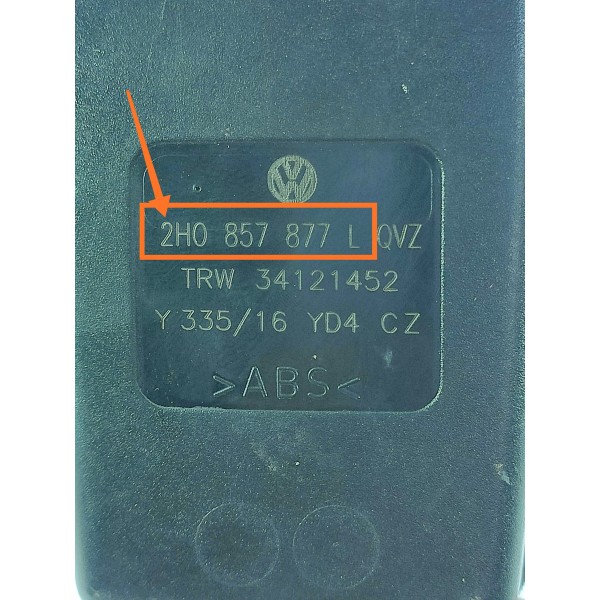 2H0 857 877 L QVZ
TRW 34121452
Y 335/16 YD4 CZ
>ABS<